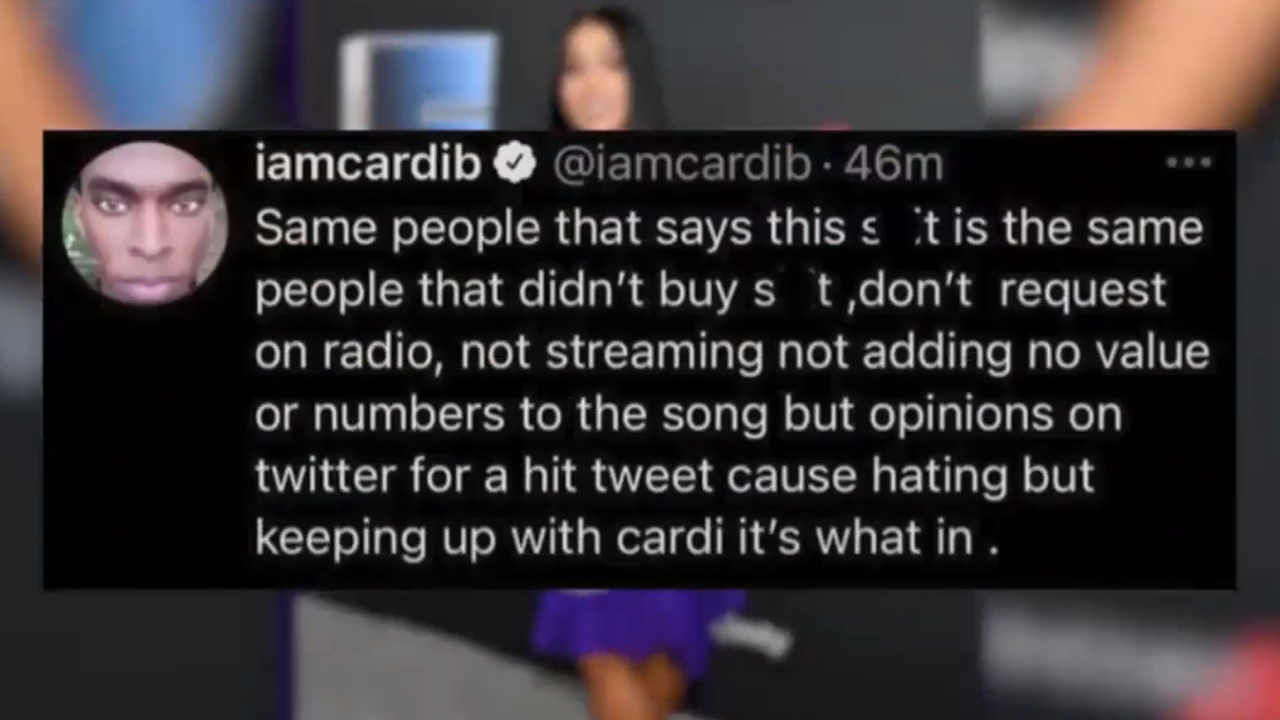 iamcardib @iamcardib · 46m
Same people that says this s t is the same
people that didn't buy s t ,don't request
on radio, not streaming not adding no value
or numbers to the song but opinions on
twitter for a hit tweet cause hating but
keeping up with cardi it's what in .